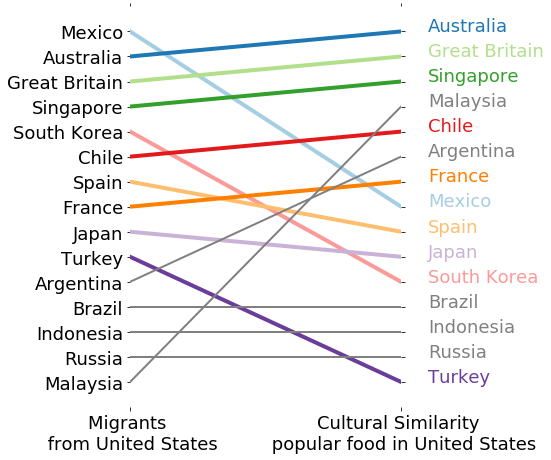 Mexico
Australia
Great Britain
Singapore
South Korea
Chile
Spain
France
Japan
Turkey
Argentina
Brazil
Indonesia
Russia
Malaysia
Australia
Great Britain
Singapore
Malaysia
Chile
Argentina
France
Mexico
Spain
Japan
South Korea
Brazil
Indonesia
Russia
Turkey
Migrants
from United States
Cultural Similarity
popular food in United States